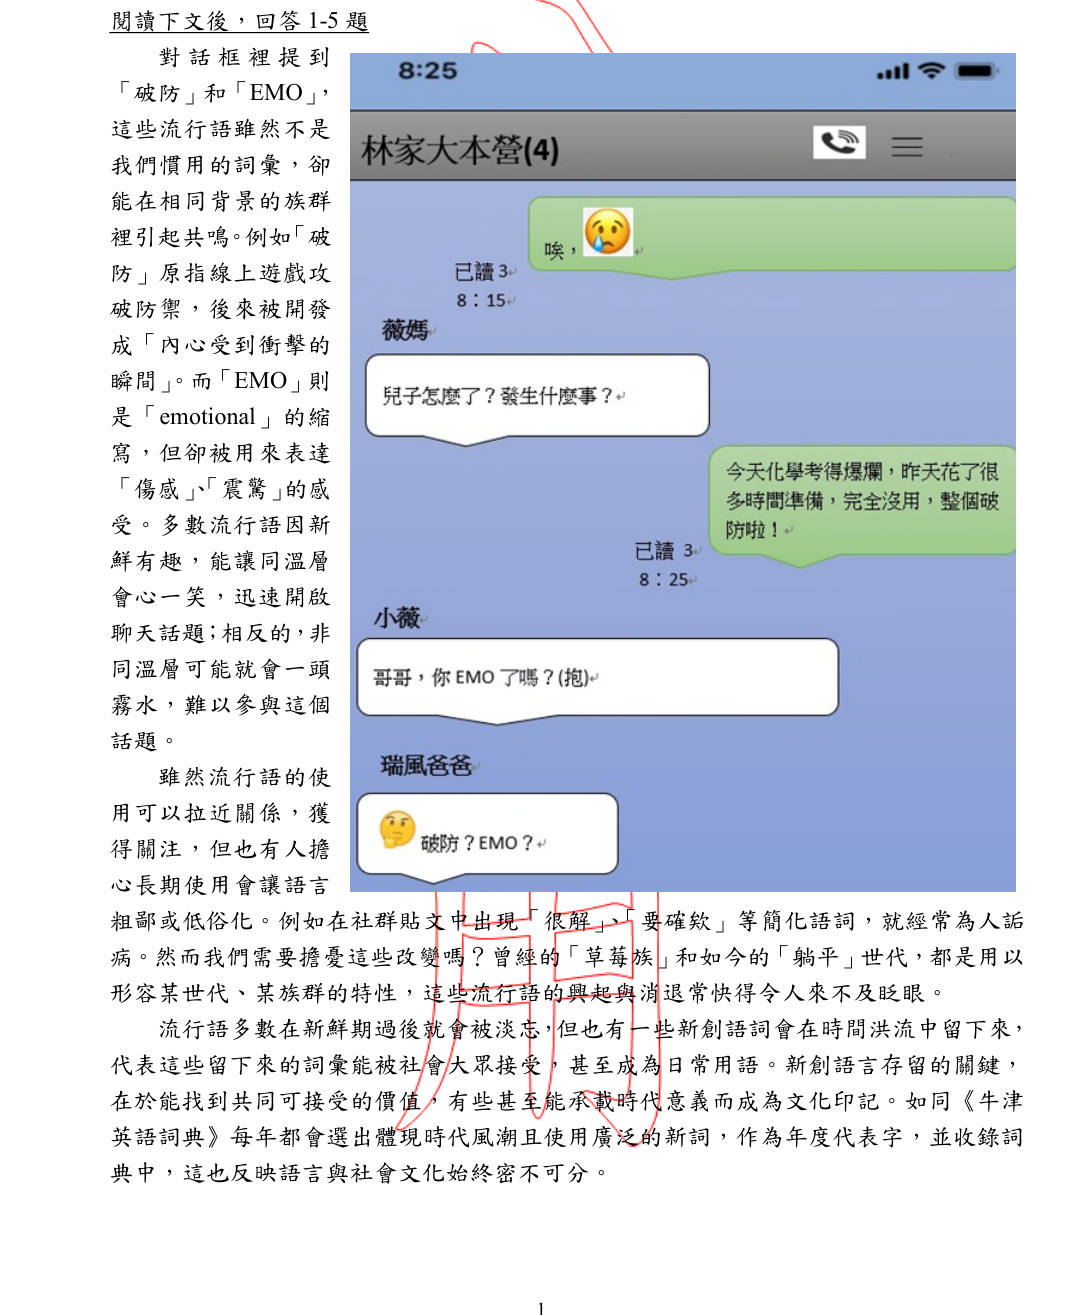 閱讀下文後，回答 1-5 題
對話框裡提到
「破防」和「EMO」，
這些流行語雖然不是
我們慣用的詞彙，卻
能在相同背景的族群
裡引起共鳴。例如「破
防」原指線上遊戲攻
破防禦，後來被開發
成「內心受到衝擊的
瞬間」。而「EMO」則
是「emotional」的縮
寫，但卻被用來表達
「傷感」、「震驚」的感
受。多數流行語因新
鮮有趣，能讓同溫層
會心一笑，迅速開啟
聊天話題；相反的，非
同溫層可能就會一頭
霧水，難以參與這個
話題。
雖然流行語的使
用可以拉近關係，獲
得關注，但也有人擔
心長期使用會讓語言
粗鄙或低俗化。例如在社群貼文中出現「很解」、「要確欸」等簡化語詞，就經常為人詬
病。然而我們需要擔憂這些改變嗎？曾經的「草莓族」和如今的「躺平」世代，都是用以
形容某世代、某族群的特性，這些流行語的興起與消退常快得令人來不及眨眼。
流行語多數在新鮮期過後就會被淡忘，但也有一些新創語詞會在時間洪流中留下來，
代表這些留下來的詞彙能被社會大眾接受，甚至成為日常用語。新創語言存留的關鍵，
在於能找到共同可接受的價值，有些甚至能承載時代意義而成為文化印記。如同《牛津
英語詞典》每年都會選出體現時代風潮且使用廣泛的新詞，作為年度代表字，並收錄詞
典中，這也反映語言與社會文化始終密不可分。
8:25
林家大本營(4)
唉，
已讀 3
8：15
薇媽
兒子怎麼了？發生什麼事？
今天化學考得爆爛，昨天花了很
多時間準備，完全沒用，整個破
防啦！
已讀 3
8：25
小薇
哥哥，你 EMO 了嗎？(抱)
瑞風爸爸
破防？EMO？
1